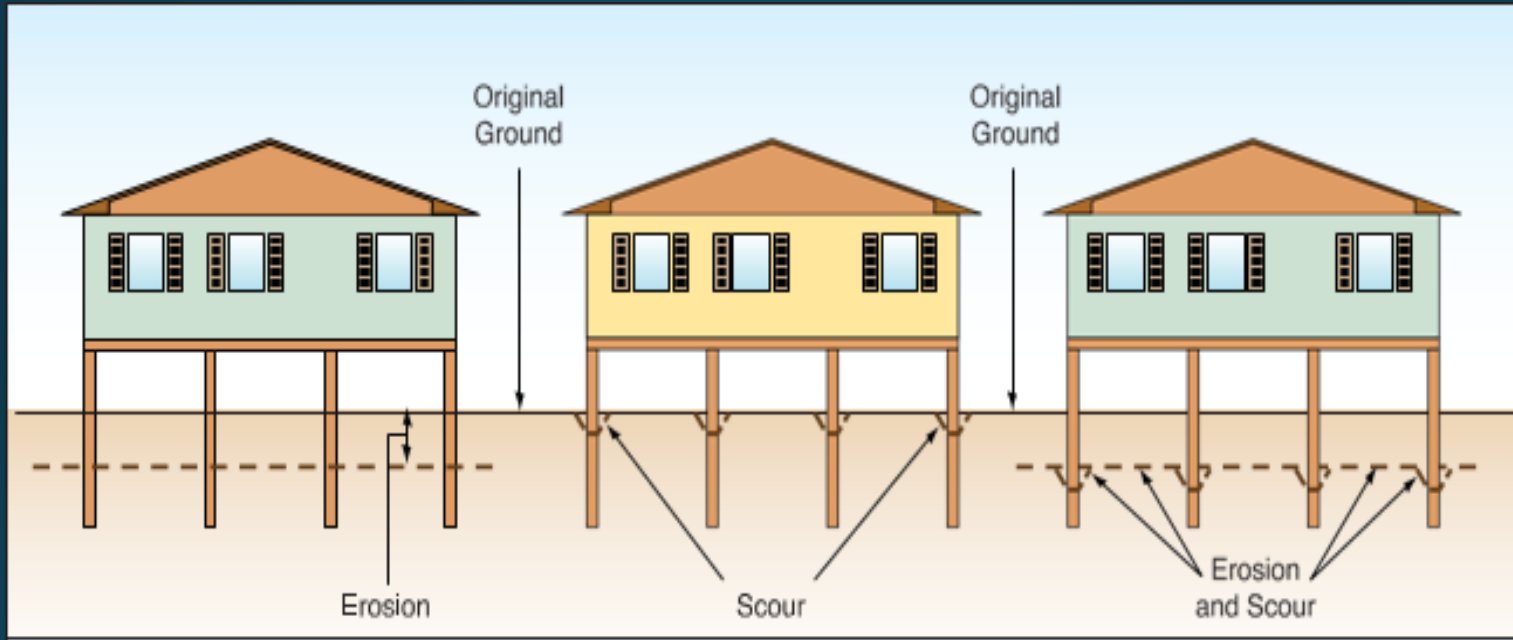 Original
Ground
Original
Ground
Erosion
Scour
Erosion
and Scour